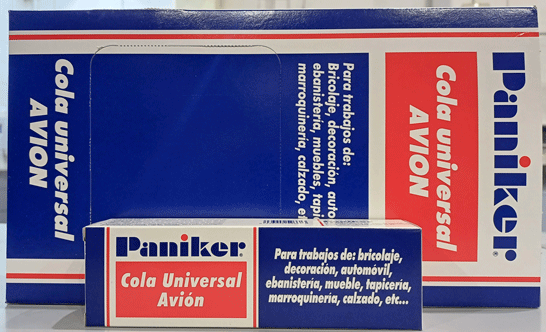 Paniker®
Cola universal
AVION
Para trabajos de:
Bricolaje, decoración, auto
ebanistería, muebles, tapi
marroquinería, calzado, e
Cola universal
AVION
Paniker®
Cola Universal
Avión
Para trabajos de: bricolaje,
decoración, automóvil,
ebanistería, mueble, tapicería,
marroquinería, calzado, etc...